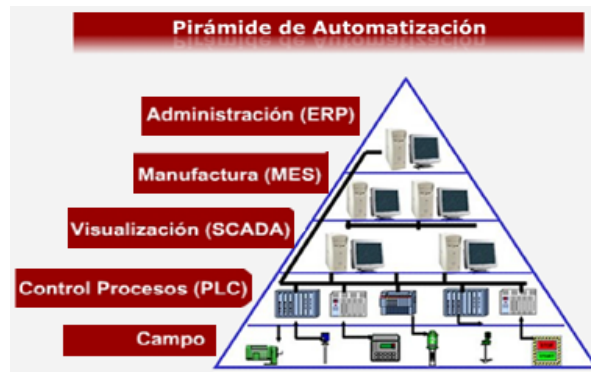 Pirámide de Automatización
Administración (ERP)
Manufactura (MES)
Visualización (SCADA)
Control Procesos (PLC)
Campo